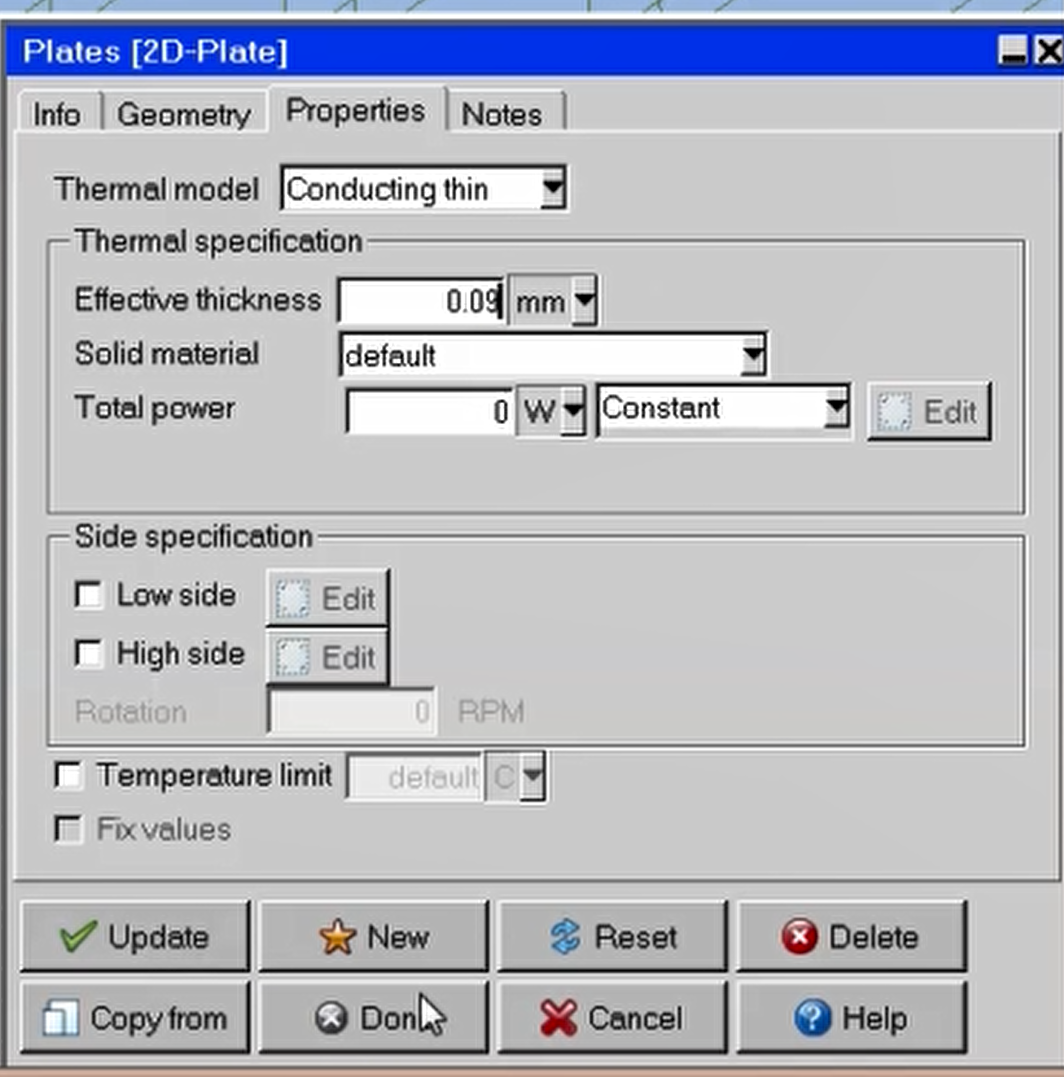 Plates [2D-Plate]
Info Geometry Properties Notes
Thermal model Conducting thin
Thermal specification
Effective thickness 0.09 mm
Solid material default
Total power 0 W Constant Edit
Side specification
Low side Edit
High side Edit
Rotation 0 RPM
Temperature limit default C
Fix values
Update New Reset Delete
Copy from Don Cancel Help